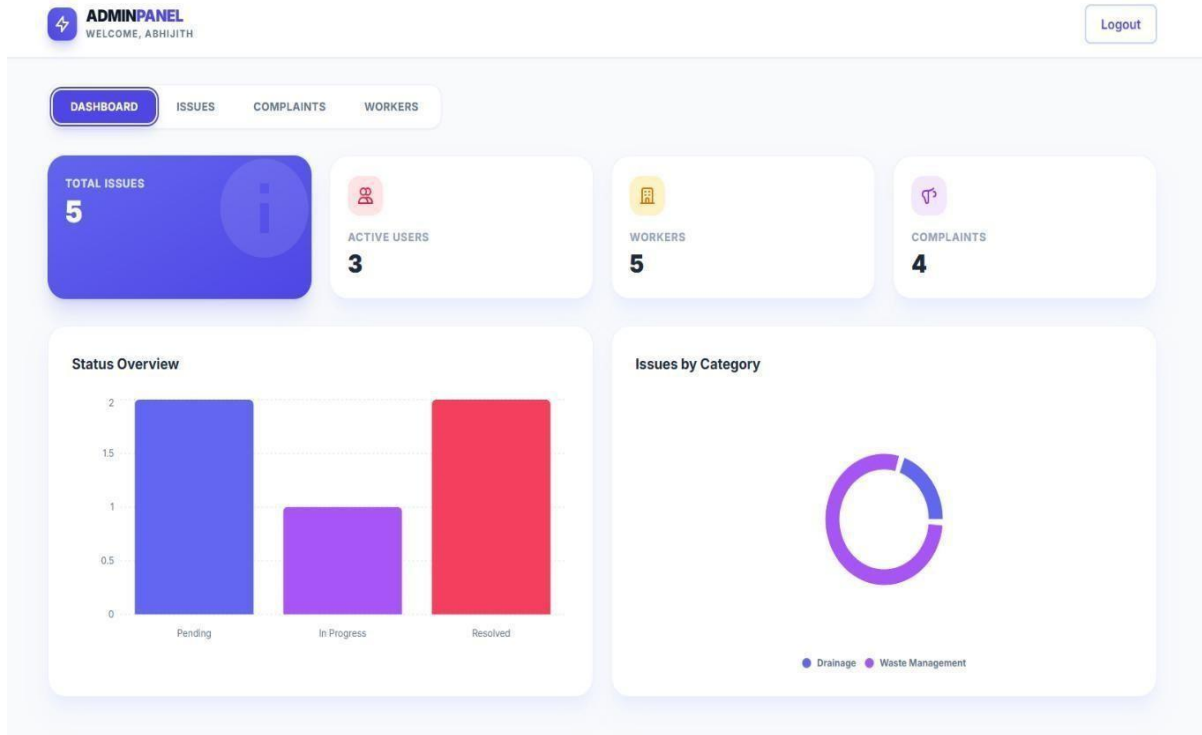 ADMINPANEL
WELCOME, ABHIJITH
Logout
DASHBOARD ISSUES COMPLAINTS WORKERS
TOTAL ISSUES
5
ACTIVE USERS
3
WORKERS
5
COMPLAINTS
4
Status Overview
2
1.5
1
0.5
0
Pending In Progress Resolved
Issues by Category
Drainage Waste Management